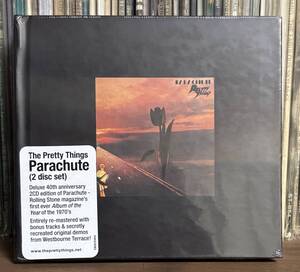 PARACHUTE
Pretty Things
The Pretty Things
Parachute
(2 disc set)
Deluxe 40th anniversary
2CD edition of Parachute -
Rolling Stone magazine's
first ever Album of the
Year of the 1970's
Entirely re-mastered with
bonus tracks & secretly
recreated original demos
from Westbourne Terrace!
www.theprettythings.net